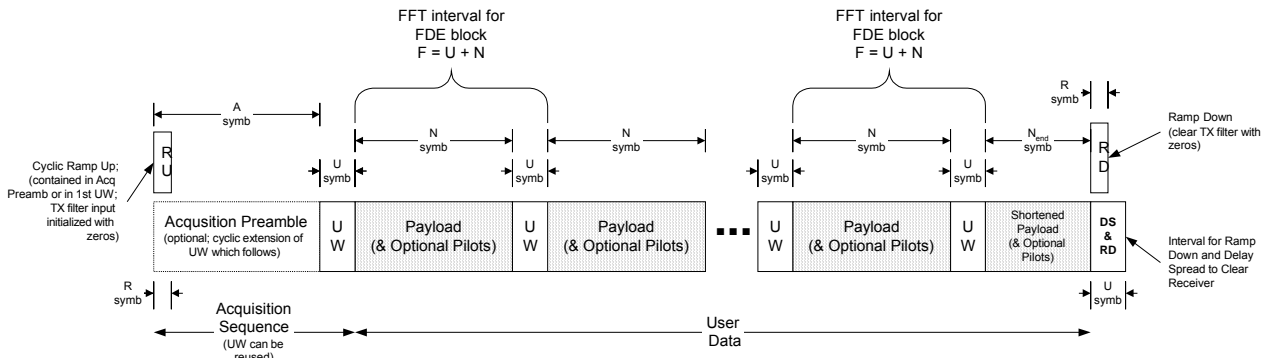 FFT interval for
FDE block
F = U + N
FFT interval for
FDE block
F = U + N
A
symb
N
symb
N
symb
N
symb
Nend
symb
R
symb
Ramp Down
(clear TX filter with
zeros)
Cyclic Ramp Up;
(contained in Acq
Preamb or in 1st UW;
TX filter input
initialized with
zeros)
R
U
U
symb
U
symb
U
symb
U
symb
R
D
Acqusition Preamble
(optional; cyclic extension of
UW which follows)
U
W
Payload
(& Optional Pilots)
U
W
Payload
(& Optional Pilots)
U
W
Payload
(& Optional Pilots)
U
W
Shortened
Payload
(& Optional
Pilots)
DS
&
RD
Interval for Ramp
Down and Delay
Spread to Clear
Receiver
R
symb
U
symb
Acquisition
Sequence
(UW can be
reused)
User
Data